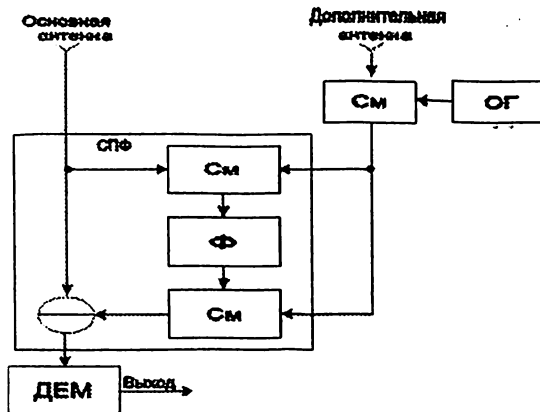 Основная
антенна
Дополнительная
антенна
См
ОГ
СПФ
См
Ф
См
ДЕМ
Выход